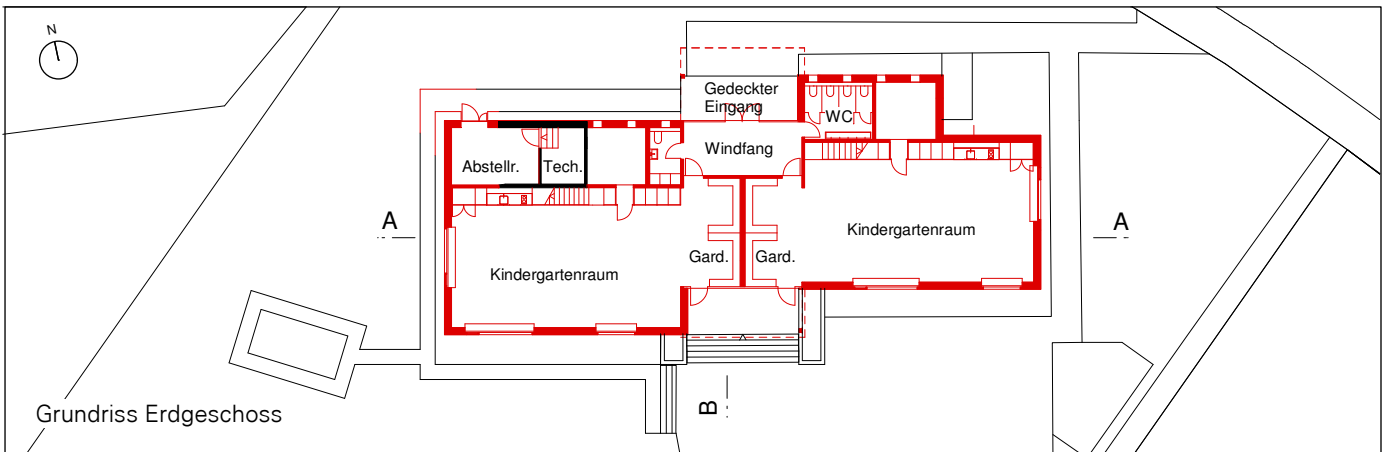 N
Gedeckter
Eingang
WC
Windfang
Abstellr.
Tech.
A
A
Kindergartenraum
Gard.
Gard.
Kindergartenraum
B
Grundriss Erdgeschoss